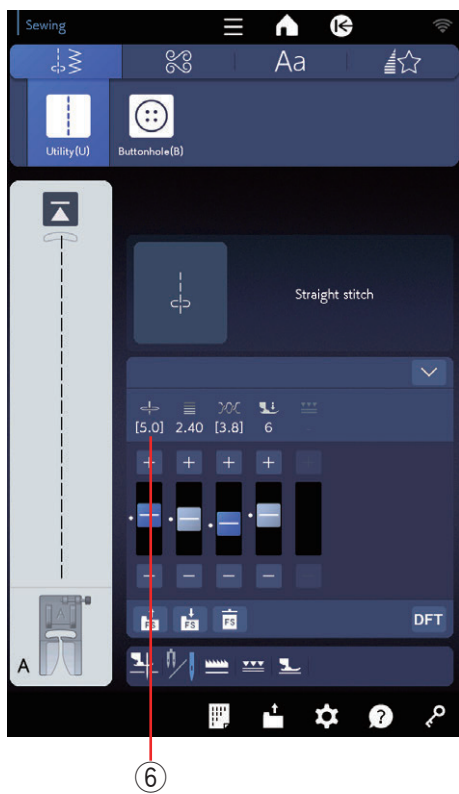 Sewing
Aa
Utility(U)
Buttonhole(B)
Straight stitch
[5.0] 2.40 [3.8] 6
+ + + +
− − − −
FS FS FS DFT
A
A
?
⑥